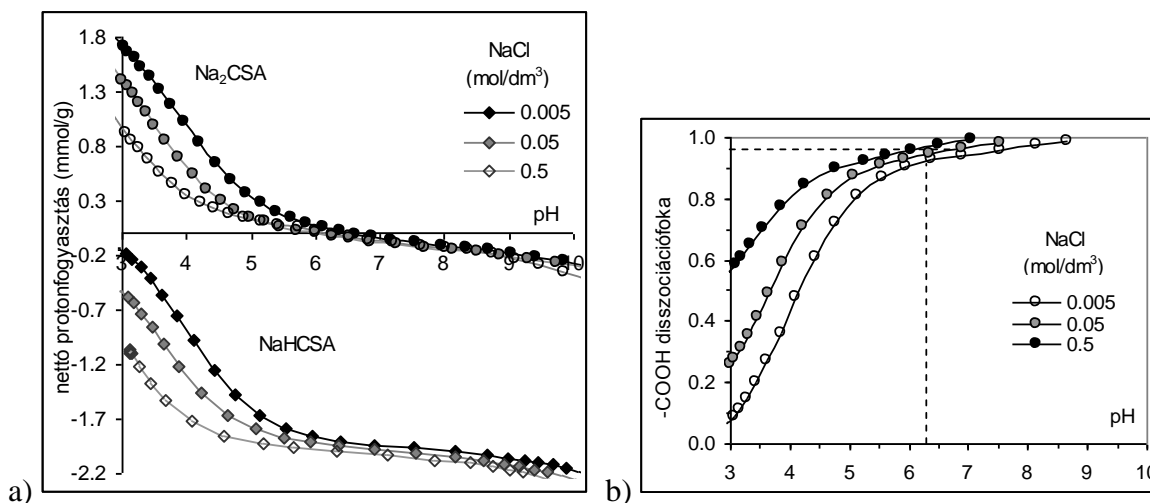 a)
nettó protonfogyasztás (mmol/g)
1.8
1.3
0.8
0.3
-0.2
-0.7
-1.2
-1.7
-2.2
Na₂CSA
NaCl
(mol/dm³)
0.005
0.05
0.5
pH
3 4 5 6 7 8 9 10
NaHCSA
b)
-COOH disszociációfoka
1.0
0.8
0.6
0.4
0.2
0.0
NaCl
(mol/dm³)
0.005
0.05
0.5
pH
3 4 5 6 7 8 9 10